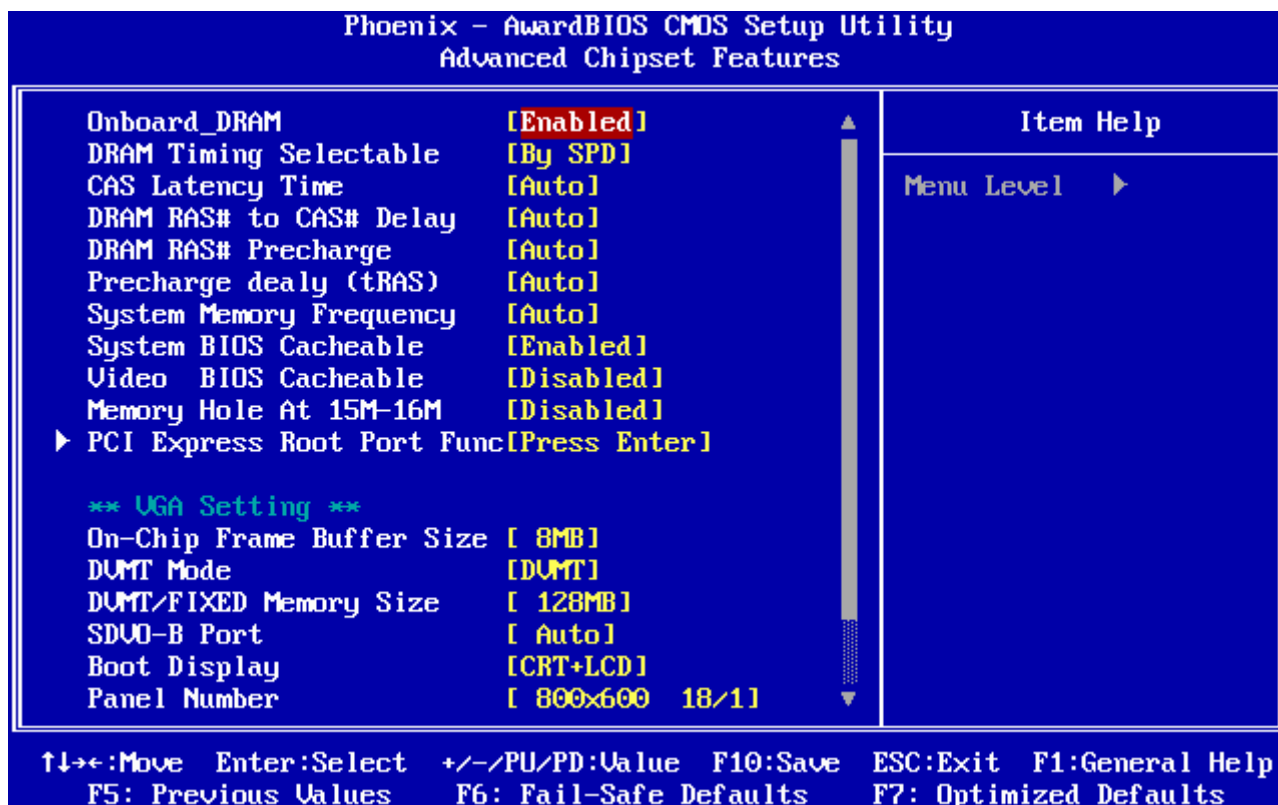 Phoenix - AwardBIOS CMOS Setup Utility
Advanced Chipset Features
Onboard_DRAM [Enabled]
DRAM Timing Selectable [By SPD]
CAS Latency Time [Auto]
DRAM RAS# to CAS# Delay [Auto]
DRAM RAS# Precharge [Auto]
Precharge dealy (tRAS) [Auto]
System Memory Frequency [Auto]
System BIOS Cacheable [Enabled]
Video BIOS Cacheable [Disabled]
Memory Hole At 15M-16M [Disabled]
PCI Express Root Port Func[Press Enter]
** VGA Setting **
On-Chip Frame Buffer Size [ 8MB]
DVMT Mode [DVMT]
DVMT/FIXED Memory Size [ 128MB]
SDVO-B Port [ Auto]
Boot Display [CRT+LCD]
Panel Number [ 800x600 18/1]
Item Help
Menu Level
↑↓→←:Move Enter:Select +/-/PU/PD:Value F10:Save ESC:Exit F1:General Help
F5: Previous Values F6: Fail-Safe Defaults F7: Optimized Defaults